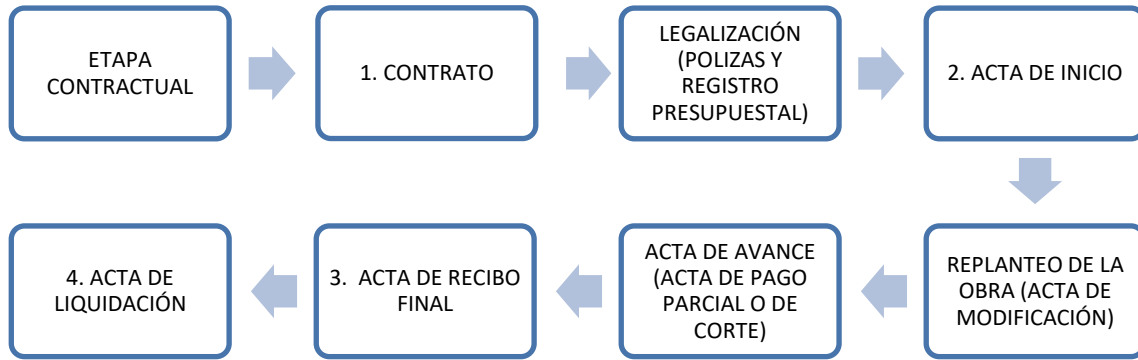 ETAPA
CONTRACTUAL
1. CONTRATO
LEGALIZACIÓN
(POLIZAS Y
REGISTRO
PRESUPUESTAL)
2. ACTA DE INICIO
REPLANTEO DE LA
OBRA (ACTA DE
MODIFICACIÓN)
ACTA DE AVANCE
(ACTA DE PAGO
PARCIAL O DE
CORTE)
3. ACTA DE RECIBO
FINAL
4. ACTA DE
LIQUIDACIÓN